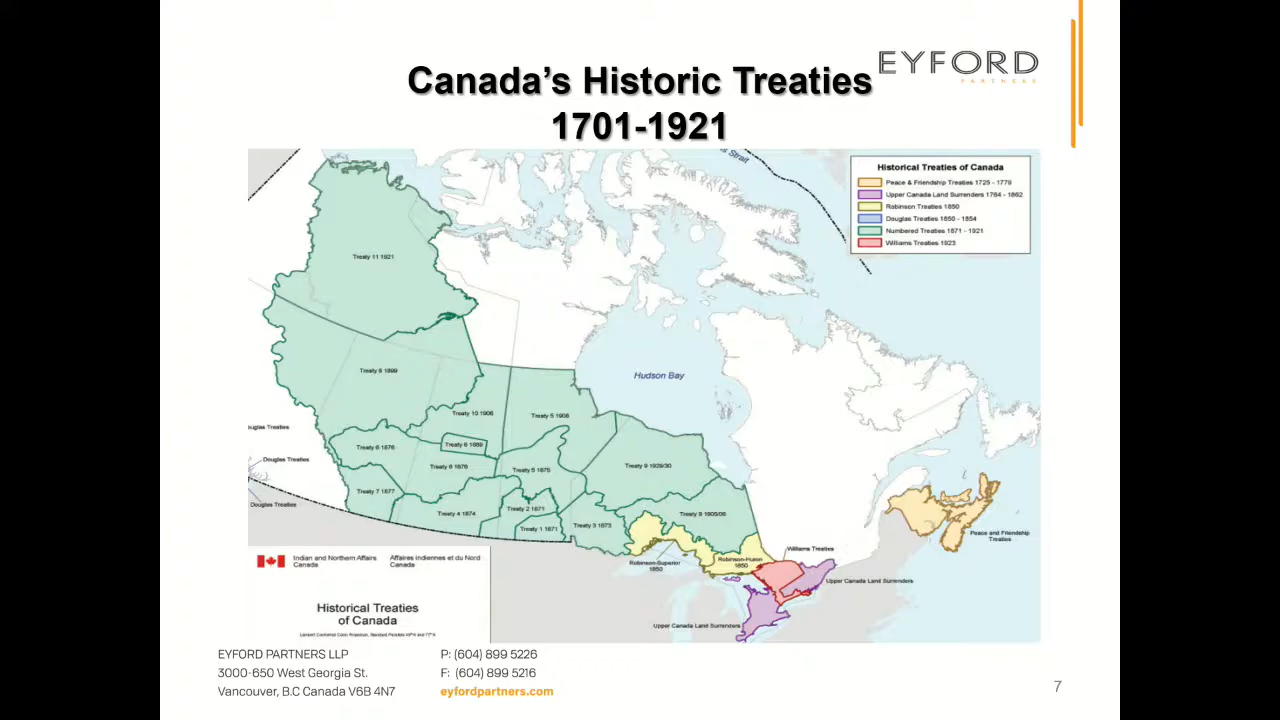 Canada's Historic Treaties
1701-1921
EYFORD
PARTNERS
s Strait
Historical Treaties of Canada
Peace & Friendship Treaties 1725 - 1779
Upper Canada Land Surrenders 1764 - 1862
Robinson Treaties 1850
Douglas Treaties 1850 - 1854
Numbered Treaties 1871 - 1921
Williams Treaties 1923
Treaty 11 1921
Hudson Bay
Treaty 8 1899
Treaty 10 1906
Treaty 5 1908
ouglas Treaties
Treaty 6 1876
Treaty 6 1889
Douglas Treaties
Treaty 6 1876
Treaty 5 1875
Treaty 9 1929/30
Treaty 7 1877
Douglas Treaties
Treaty 4 1874
Treaty 2 1871
Treaty 1 1871
Treaty 3 1873
Treaty 9 1905/06
Peace and Friendship
Treaties
Williams Treaties
Robinson-Superior
1850
Robinson-Huron
1850
Upper Canada Land Surrenders
Upper Canada Land Surrenders
Indian and Northern Affairs
Canada
Affaires indiennes et du Nord
Canada
Historical Treaties
of Canada
EYFORD PARTNERS LLP
3000-650 West Georgia St.
Vancouver, B.C Canada V6B 4N7
P: (604) 899 5226
F: (604) 899 5216
eyfordpartners.com
7